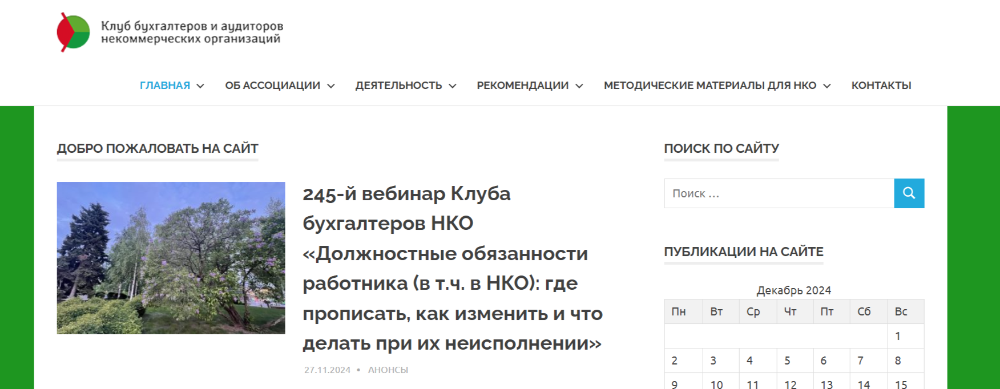 Клуб бухгалтеров и аудиторов
некоммерческих организаций
ГЛАВНАЯ ОБ АССОЦИАЦИИ ДЕЯТЕЛЬНОСТЬ РЕКОМЕНДАЦИИ МЕТОДИЧЕСКИЕ МАТЕРИАЛЫ ДЛЯ НКО КОНТАКТЫ
ДОБРО ПОЖАЛОВАТЬ НА САЙТ
245-й вебинар Клуба
бухгалтеров НКО
«Должностные обязанности
работника (в т.ч. в НКО): где
прописать, как изменить и что
делать при их неисполнении»
27.11.2024 • АНОНСЫ
ПОИСК ПО САЙТУ
Поиск …
ПУБЛИКАЦИИ НА САЙТЕ
Декабрь 2024
Пн Вт Ср Чт Пт Сб Вс
1
2 3 4 5 6 7 8
9 10 11 12 13 14 15